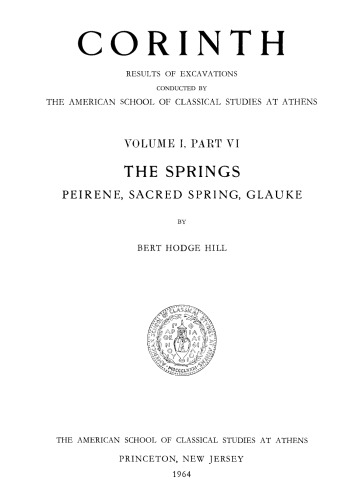 CORINTH
RESULTS OF EXCAVATIONS
CONDUCTED BY
THE AMERICAN SCHOOL OF CLASSICAL STUDIES AT ATHENS
VOLUME I, PART VI
THE SPRINGS
PEIRENE, SACRED SPRING, GLAUKE
BY
BERT HODGE HILL
THE AMERICAN SCHOOL OF CLASSICAL STUDIES AT ATHENS
PRINCETON, NEW JERSEY
1964